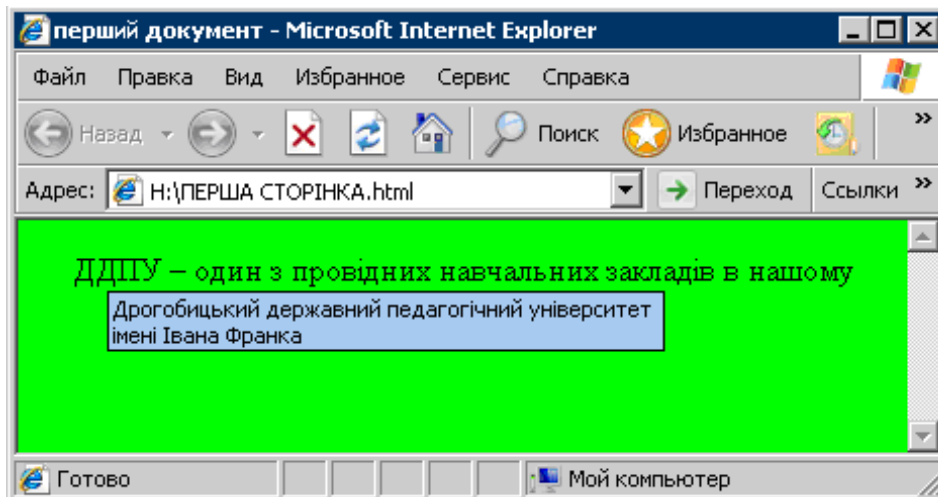 перший документ - Microsoft Internet Explorer
Файл Правка Вид Избранное Сервис Справка
Назад Поиск Избранное »
Адрес: H:\ПЕРША СТОРІНКА.html Переход Ссылки »
ДДПУ – один з провідних навчальних закладів в нашому
Дрогобицький державний педагогічний університет
імені Івана Франка
Готово Мой компьютер